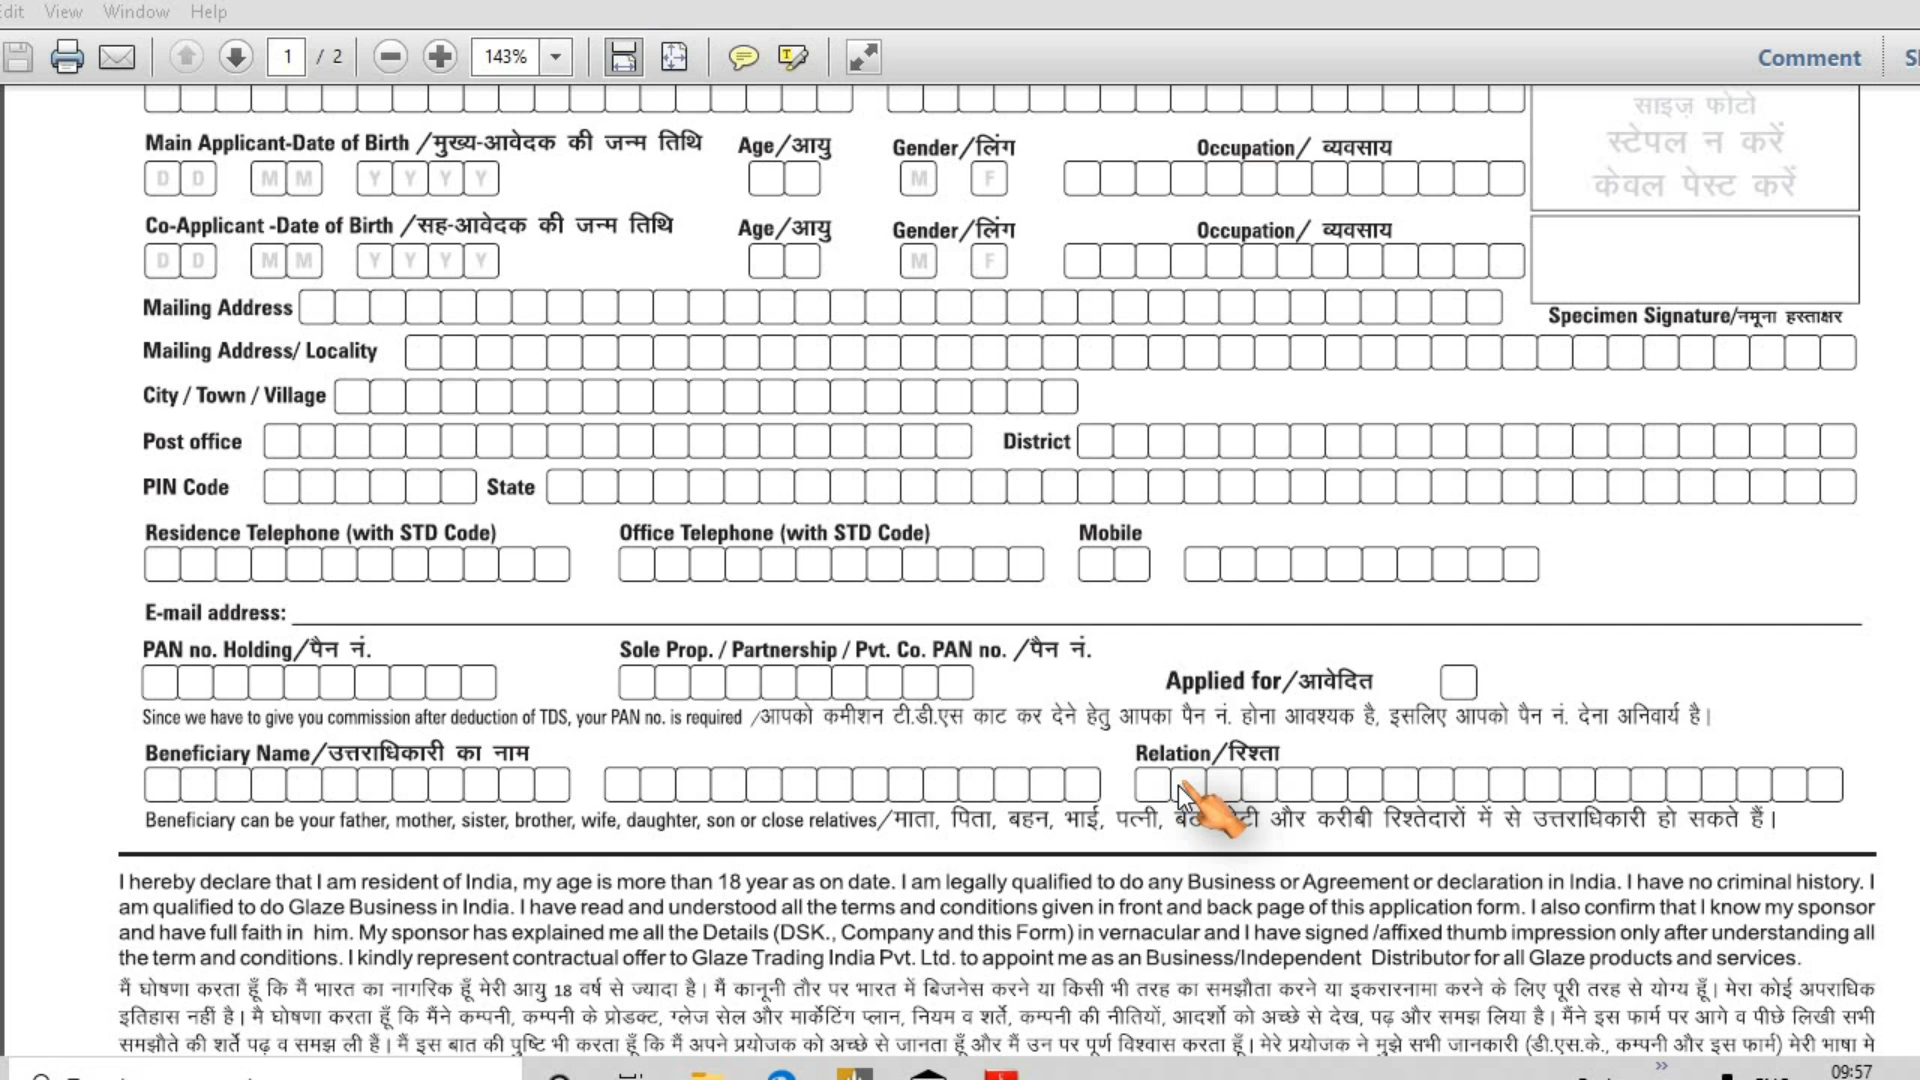 Edit View Window Help
1 / 2 143% Comment
साइज़ फोटो
स्टेपल न करें
केवल पेस्ट करें
Main Applicant-Date of Birth /मुख्य-आवेदक की जन्म तिथि Age/आयु Gender/लिंग Occupation/ व्यवसाय
D D M M Y Y Y Y M F
Co-Applicant -Date of Birth /सह-आवेदक की जन्म तिथि Age/आयु Gender/लिंग Occupation/ व्यवसाय
D D M M Y Y Y Y M F
Mailing Address
Specimen Signature/नमूना हस्ताक्षर
Mailing Address/ Locality
City / Town / Village
Post office District
PIN Code State
Residence Telephone (with STD Code) Office Telephone (with STD Code) Mobile
E-mail address:
PAN no. Holding/पैन नं. Sole Prop. / Partnership / Pvt. Co. PAN no. /पैन नं.
Applied for/आवेदित
Since we have to give you commission after deduction of TDS, your PAN no. is required /आपको कमीशन टी.डी.एस काट कर देने हेतु आपका पैन नं. होना आवश्यक है, इसलिए आपको पैन नं. देना अनिवार्य है।
Beneficiary Name/उत्तराधिकारी का नाम Relation/रिश्ता
Beneficiary can be your father, mother, sister, brother, wife, daughter, son or close relatives/माता, पिता, बहन, भाई, पत्नी, और करीबी रिश्तेदारों में से उत्तराधिकारी हो सकते हैं।
I hereby declare that I am resident of India, my age is more than 18 year as on date. I am legally qualified to do any Business or Agreement or declaration in India. I have no criminal history. I
am qualified to do Glaze Business in India. I have read and understood all the terms and conditions given in front and back page of this application form. I also confirm that I know my sponsor
and have full faith in him. My sponsor has explained me all the Details (DSK., Company and this Form) in vernacular and I have signed /affixed thumb impression only after understanding all
the term and conditions. I kindly represent contractual offer to Glaze Trading India Pvt. Ltd. to appoint me as an Business/Independent Distributor for all Glaze products and services.
मैं घोषणा करता हूँ कि मैं भारत का नागरिक हूँ मेरी आयु 18 वर्ष से ज्यादा है। मैं कानूनी तौर पर भारत में बिजनेस करने या किसी भी तरह का समझौता करने या इकरारनामा करने के लिए पूरी तरह से योग्य हूँ। मेरा कोई अपराधिक
इतिहास नहीं है। मै घोषणा करता हूँ कि मैंने कम्पनी, कम्पनी के प्रोडक्ट, ग्लेज सेल और मार्केटिंग प्लान, नियम व शर्ते, कम्पनी की नीतियों, आदर्शो को अच्छे से देख, पढ़ और समझ लिया है। मैंने इस फार्म पर आगे व पीछे लिखी सभी
समझौते की शर्ते पढ़ व समझ ली हैं। मैं इस बात की पुष्टि भी करता हूँ कि मैं अपने प्रयोजक को अच्छे से जानता हूँ और मैं उन पर पूर्ण विश्वास करता हूँ। मेरे प्रयोजक ने मुझे सभी जानकारी (डी.एस.के., कम्पनी और इस फार्म) मेरी भाषा मे
09:57